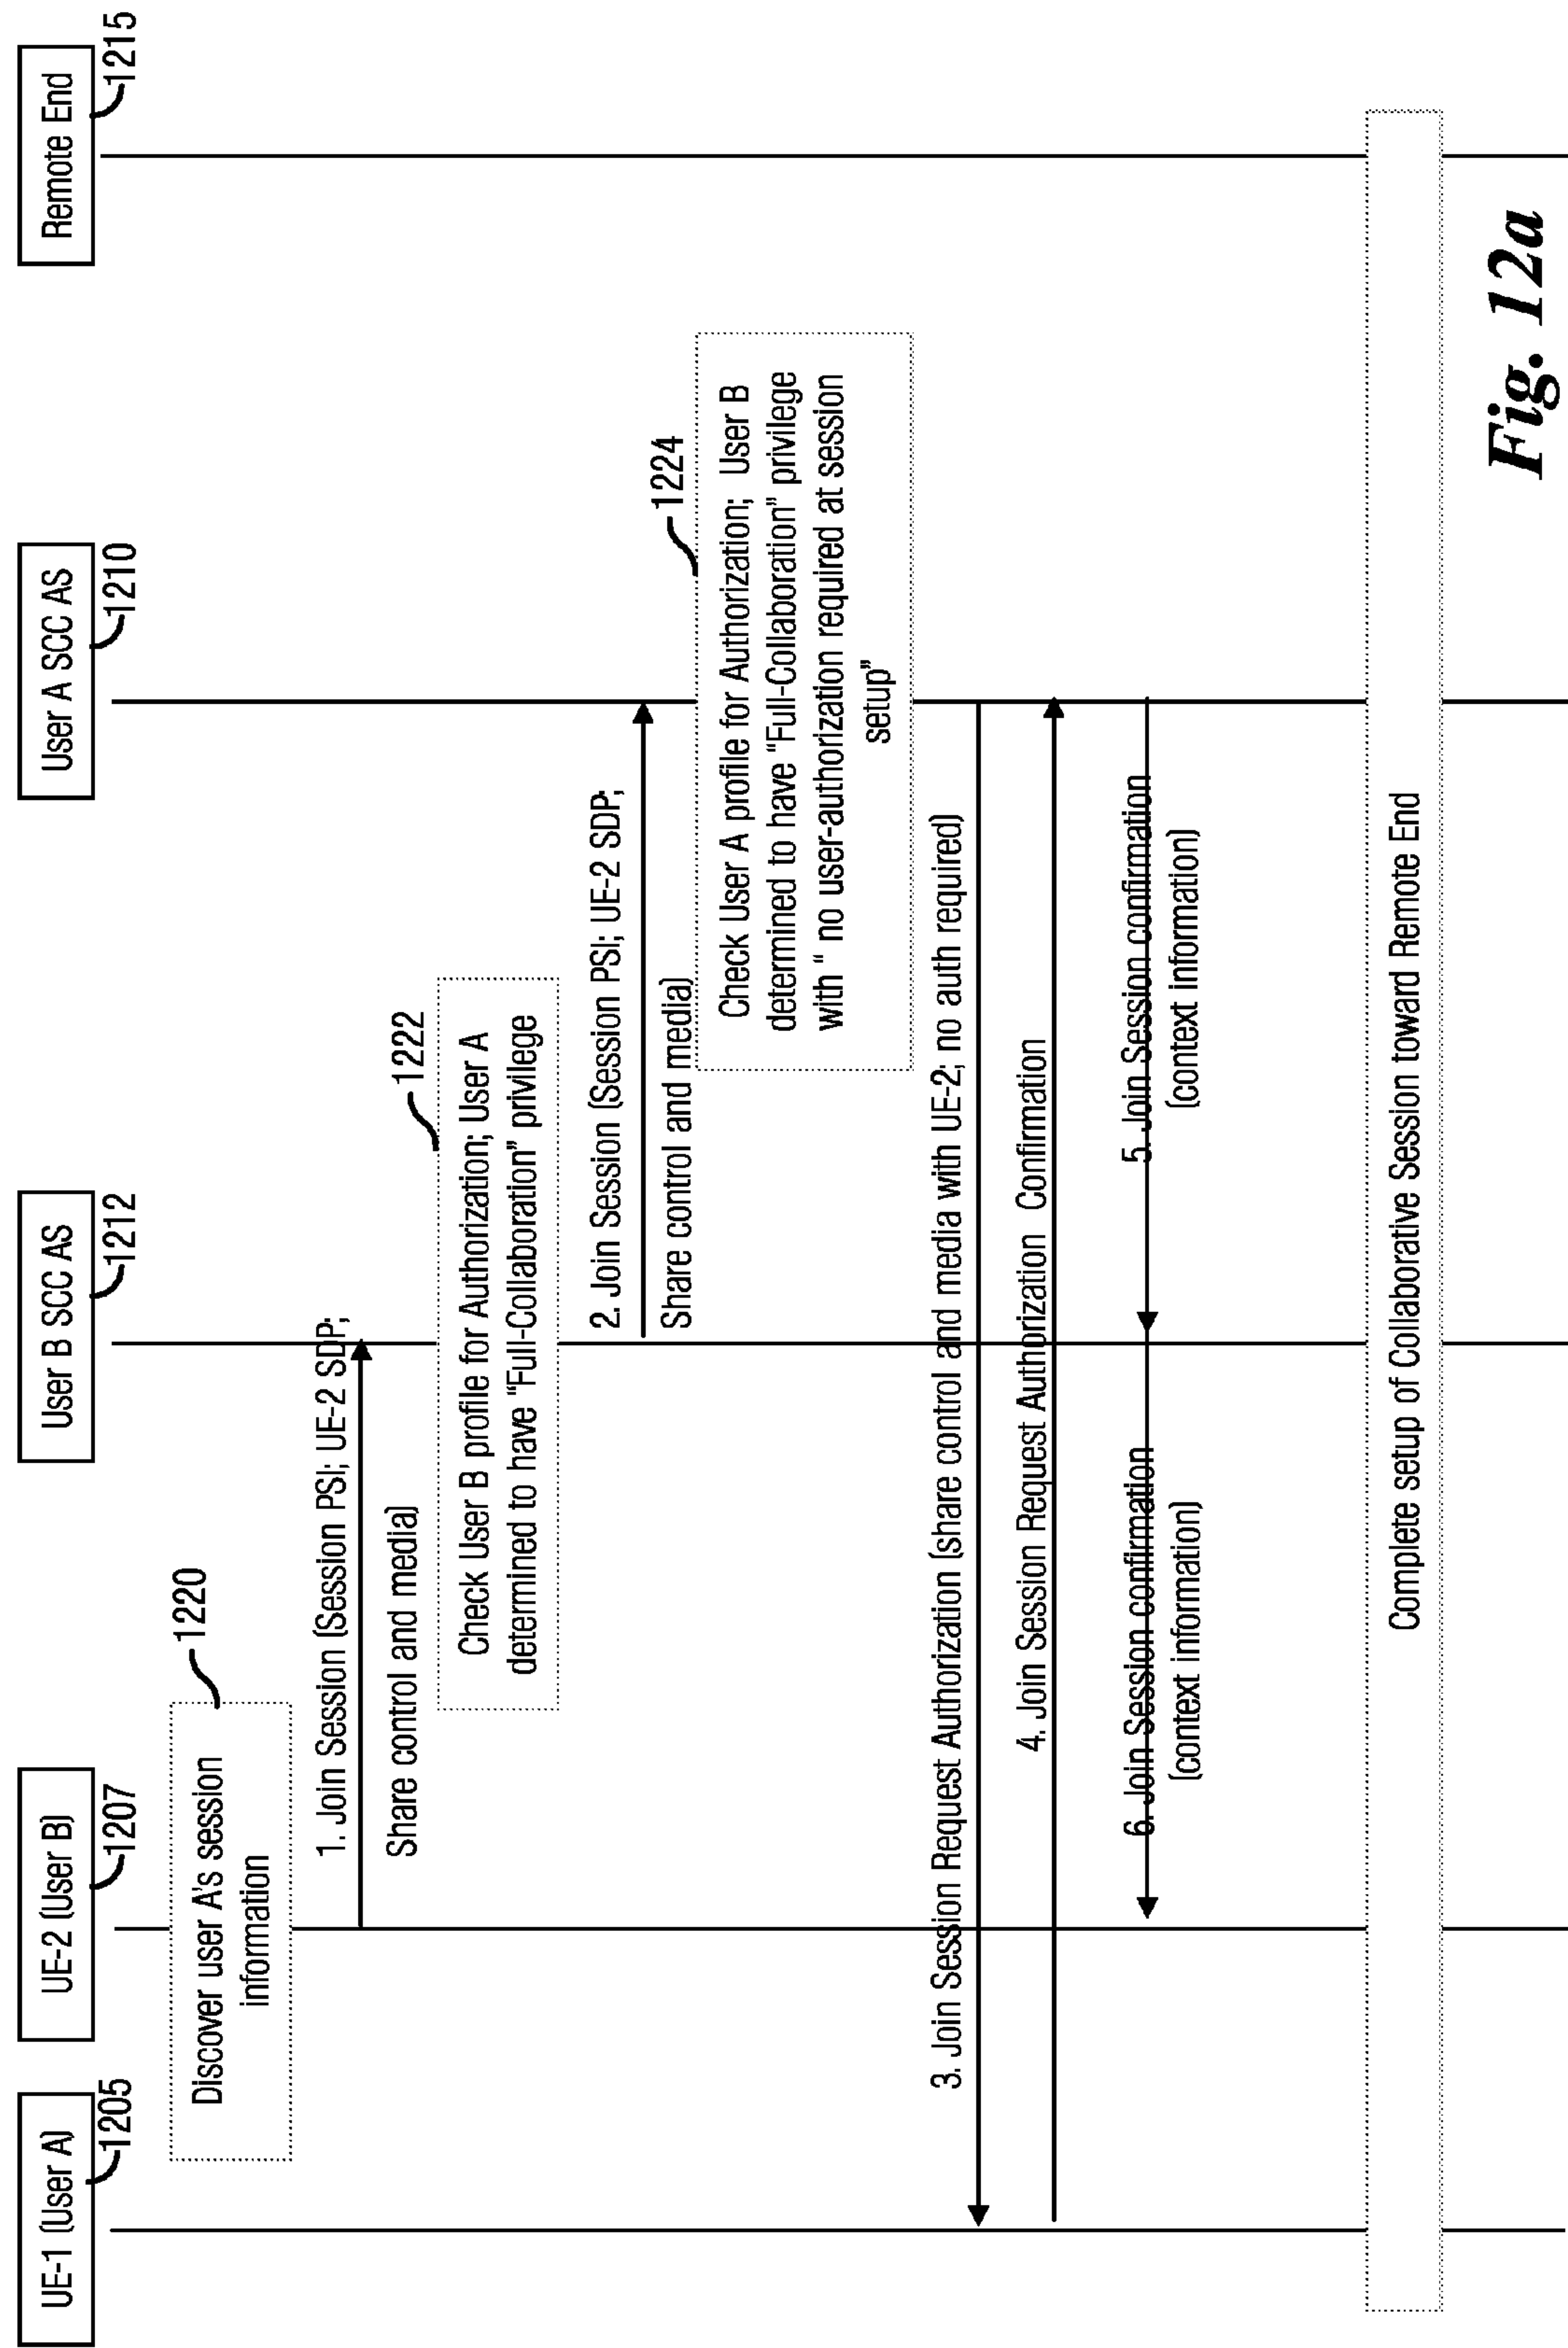 UE-1 (User A)
1205
UE-2 (User B)
1207
User B SCC AS
1212
User A SCC AS
1210
Remote End
1215
Discover user A's session
information
1220
1. Join Session (Session PSI; UE-2 SDP;
Share control and media)
1222
Check User B profile for Authorization; User A
determined to have “Full-Collaboration” privilege
2. Join Session (Session PSI; UE-2 SDP;
Share control and media)
1224
Check User A profile for Authorization; User B
determined to have “Full-Collaboration” privilege
with “ no user-authorization required at session
setup”
3. Join Session Request Authorization (share control and media with UE-2; no auth required)
4. Join Session Request Authorization Confirmation
5. Join Session confirmation
(context information)
6. Join Session confirmation
(context information)
Complete setup of Collaborative Session toward Remote End
Fig. 12a